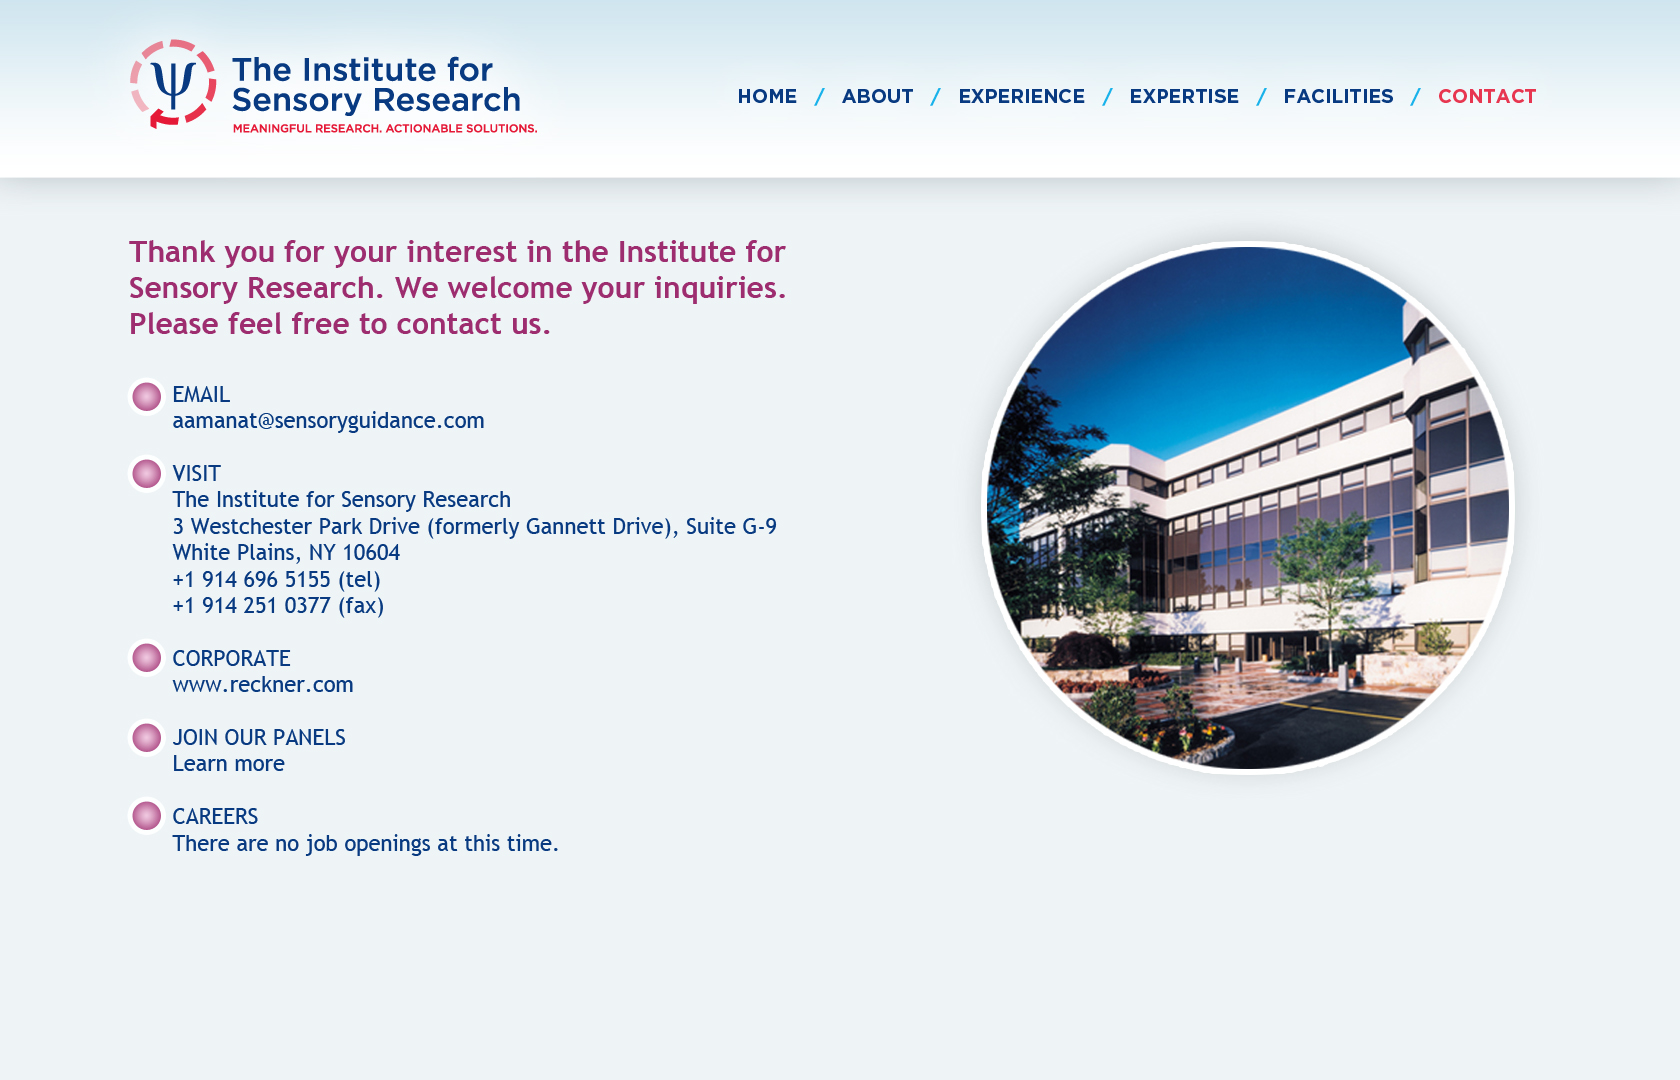 The Institute for
Sensory Research
MEANINGFUL RESEARCH. ACTIONABLE SOLUTIONS.
HOME / ABOUT / EXPERIENCE / EXPERTISE / FACILITIES / CONTACT
Thank you for your interest in the Institute for
Sensory Research. We welcome your inquiries.
Please feel free to contact us.
EMAIL
aamanat@sensoryguidance.com
VISIT
The Institute for Sensory Research
3 Westchester Park Drive (formerly Gannett Drive), Suite G-9
White Plains, NY 10604
+1 914 696 5155 (tel)
+1 914 251 0377 (fax)
CORPORATE
www.reckner.com
JOIN OUR PANELS
Learn more
CAREERS
There are no job openings at this time.